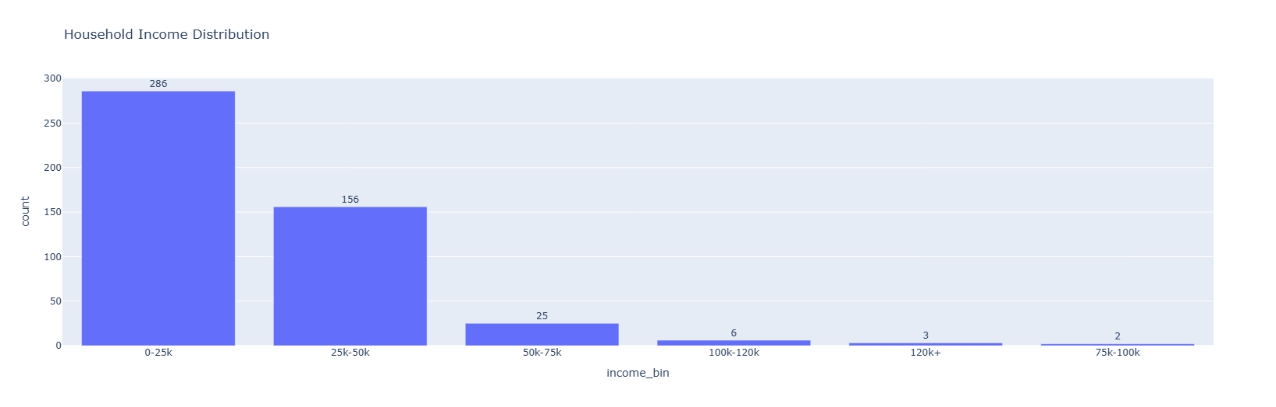 Household Income Distribution
300
250
200
150
100
50
0
count
286
156
25
6
3
2
0-25k
25k-50k
50k-75k
100k-120k
120k+
75k-100k
income_bin